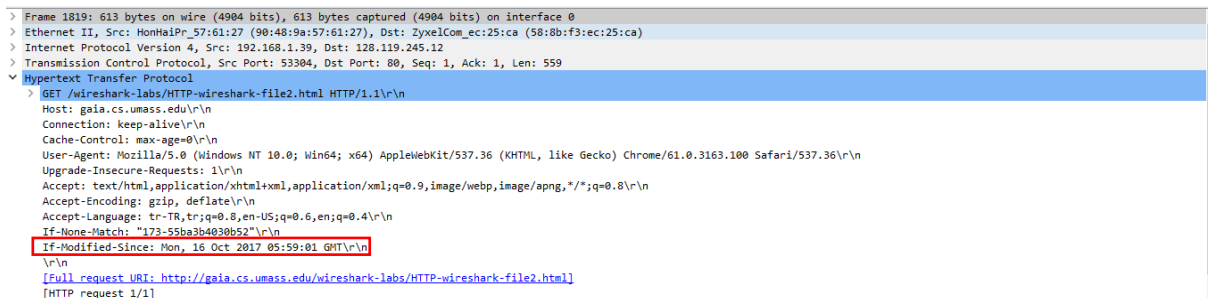 > Frame 1819: 613 bytes on wire (4904 bits), 613 bytes captured (4904 bits) on interface 0
> Ethernet II, Src: HonHaiPr_57:61:27 (90:48:9a:57:61:27), Dst: ZyxelCom_ec:25:ca (58:8b:f3:ec:25:ca)
> Internet Protocol Version 4, Src: 192.168.1.39, Dst: 128.119.245.12
> Transmission Control Protocol, Src Port: 53304, Dst Port: 80, Seq: 1, Ack: 1, Len: 559
Hypertext Transfer Protocol
> GET /wireshark-labs/HTTP-wireshark-file2.html HTTP/1.1\r\n
Host: gaia.cs.umass.edu\r\n
Connection: keep-alive\r\n
Cache-Control: max-age=0\r\n
User-Agent: Mozilla/5.0 (Windows NT 10.0; Win64; x64) AppleWebKit/537.36 (KHTML, like Gecko) Chrome/61.0.3163.100 Safari/537.36\r\n
Upgrade-Insecure-Requests: 1\r\n
Accept: text/html,application/xhtml+xml,application/xml;q=0.9,image/webp,image/apng,*/*;q=0.8\r\n
Accept-Encoding: gzip, deflate\r\n
Accept-Language: tr-TR,tr;q=0.8,en-US;q=0.6,en;q=0.4\r\n
If-None-Match: "173-55ba3b4030b52"\r\n
If-Modified-Since: Mon, 16 Oct 2017 05:59:01 GMT\r\n
\r\n
[Full request URI: http://gaia.cs.umass.edu/wireshark-labs/HTTP-wireshark-file2.html]
[HTTP request 1/1]